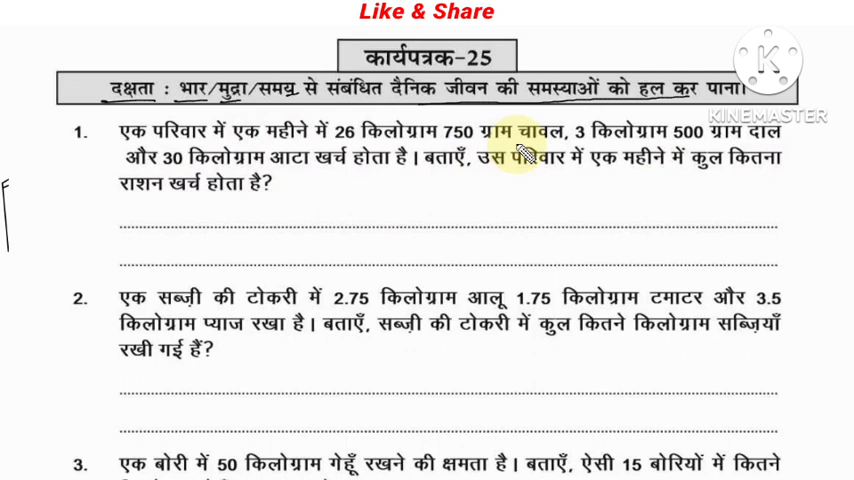 Like & Share
कार्यपत्रक-25
दक्षता : भार/मुद्रा/समय से संबंधित दैनिक जीवन की समस्याओं को हल कर पाना।
K
KINEMASTER
1. एक परिवार में एक महीने में 26 किलोग्राम 750 ग्राम चावल, 3 किलोग्राम 500 ग्राम दाल
और 30 किलोग्राम आटा खर्च होता है। बताएँ, उस परिवार में एक महीने में कुल कितना
राशन खर्च होता है?
2. एक सब्ज़ी की टोकरी में 2.75 किलोग्राम आलू 1.75 किलोग्राम टमाटर और 3.5
किलोग्राम प्याज रखा है। बताएँ, सब्ज़ी की टोकरी में कुल कितने किलोग्राम सब्ज़ियाँ
रखी गई हैं?
3. एक बोरी में 50 किलोग्राम गेहूँ रखने की क्षमता है। बताएँ, ऐसी 15 बोरियों में कितने